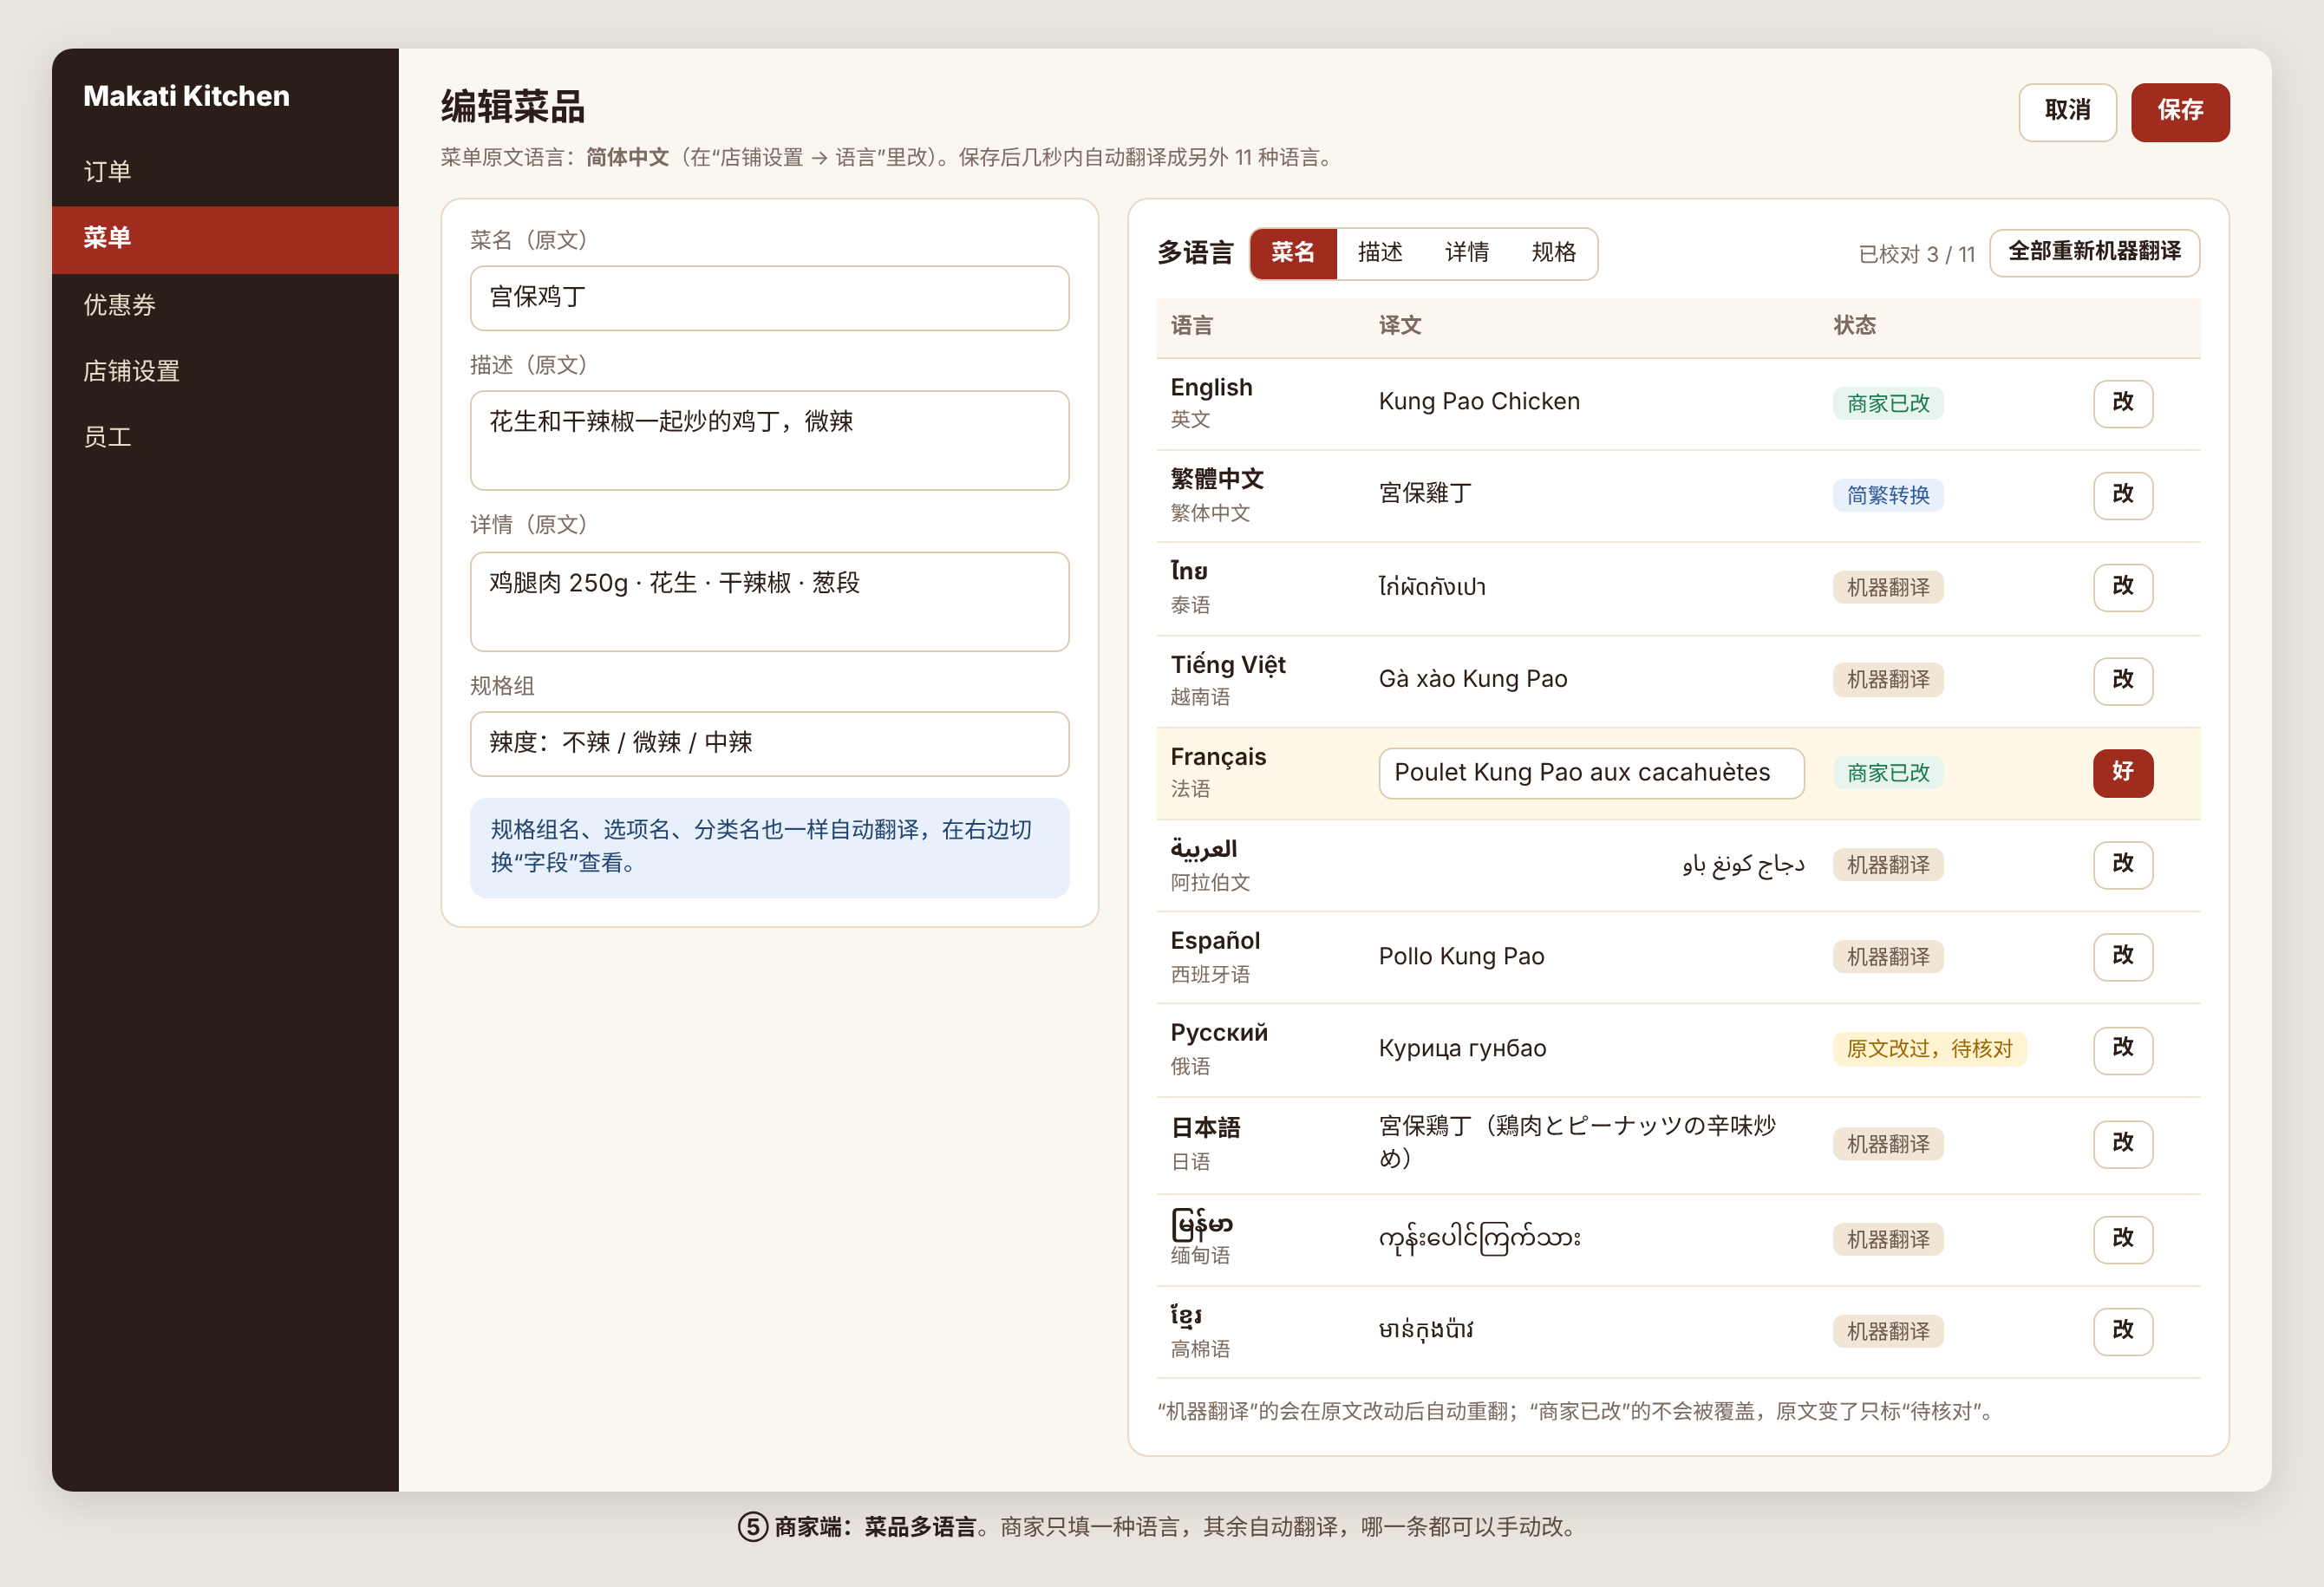 Makati Kitchen
订单
菜单
优惠券
店铺设置
员工
编辑菜品
菜单原文语言：简体中文（在“店铺设置 → 语言”里改）。保存后几秒内自动翻译成另外 11 种语言。
取消
保存
菜名（原文）
宫保鸡丁
描述（原文）
花生和干辣椒一起炒的鸡丁，微辣
详情（原文）
鸡腿肉 250g · 花生 · 干辣椒 · 葱段
规格组
辣度：不辣 / 微辣 / 中辣
规格组名、选项名、分类名也一样自动翻译，在右边切
换“字段”查看。
多语言 菜名 描述 详情 规格 已校对 3 / 11 全部重新机器翻译
语言 译文 状态
English
英文
Kung Pao Chicken 商家已改 改
繁體中文
繁体中文
宮保雞丁 简繁转换 改
ไทย
泰语
ไก่ผัดกังเปา 机器翻译 改
Tiếng Việt
越南语
Gà xào Kung Pao 机器翻译 改
Français
法语
Poulet Kung Pao aux cacahuètes 商家已改 好
العربية
阿拉伯文
دجاج كونغ باو 机器翻译 改
Español
西班牙语
Pollo Kung Pao 机器翻译 改
Русский
俄语
Курица гунбао 原文改过，待核对 改
日本語
日语
宮保鶏丁（鶏肉とピーナッツの辛味炒
め）
机器翻译 改
မြန်မာ
缅甸语
ကုန်းပေါင်ကြက်သား 机器翻译 改
ខ្មែរ
高棉语
មាន់កុងប៉ាវ 机器翻译 改
“机器翻译”的会在原文改动后自动重翻；“商家已改”的不会被覆盖，原文变了只标“待核对”。
⑤ 商家端：菜品多语言。商家只填一种语言，其余自动翻译，哪一条都可以手动改。